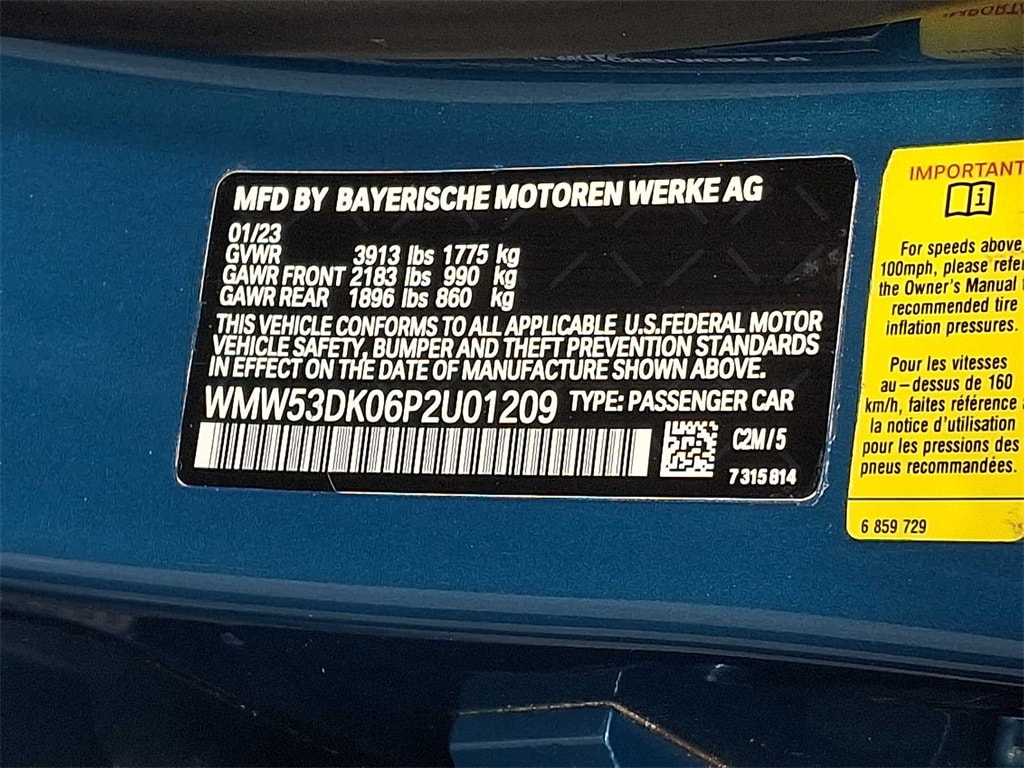 MFD BY BAYERISCHE MOTOREN WERKE AG
01/23
GVWR 3913 lbs 1775 kg
GAWR FRONT 2183 lbs 990 kg
GAWR REAR 1896 lbs 860 kg
THIS VEHICLE CONFORMS TO ALL APPLICABLE U.S.FEDERAL MOTOR
VEHICLE SAFETY, BUMPER AND THEFT PREVENTION STANDARDS
IN EFFECT ON THE DATE OF MANUFACTURE SHOWN ABOVE.
WMW53DK06P2U01209 TYPE: PASSENGER CAR
C2M/5
7315814
IMPORTANT
i
For speeds above
100mph, please refer
the Owner's Manual
recommended tire
inflation pressures.
Pour les vitesses
au-dessus de 160
km/h, faites référence
la notice d'utilisation
pour les pressions des
pneus recommandées.
6 859 729